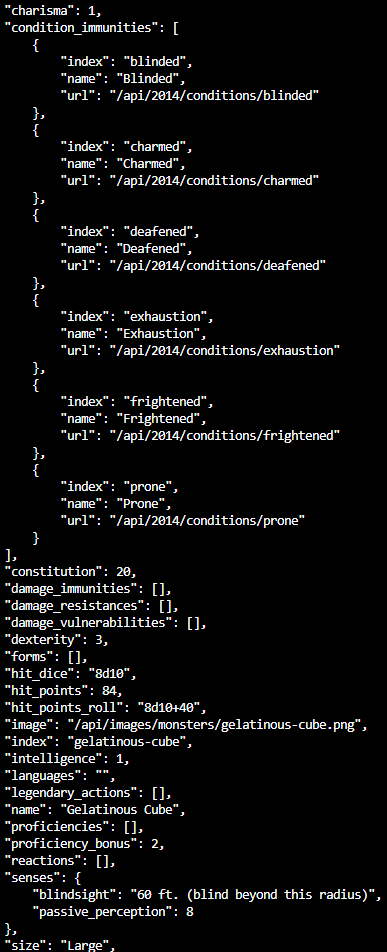 "charisma": 1,
"condition_immunities": [
    {
        "index": "blinded",
        "name": "Blinded",
        "url": "/api/2014/conditions/blinded"
    },
    {
        "index": "charmed",
        "name": "Charmed",
        "url": "/api/2014/conditions/charmed"
    },
    {
        "index": "deafened",
        "name": "Deafened",
        "url": "/api/2014/conditions/deafened"
    },
    {
        "index": "exhaustion",
        "name": "Exhaustion",
        "url": "/api/2014/conditions/exhaustion"
    },
    {
        "index": "frightened",
        "name": "Frightened",
        "url": "/api/2014/conditions/frightened"
    },
    {
        "index": "prone",
        "name": "Prone",
        "url": "/api/2014/conditions/prone"
    }
],
"constitution": 20,
"damage_immunities": [],
"damage_resistances": [],
"damage_vulnerabilities": [],
"dexterity": 3,
"forms": [],
"hit_dice": "8d10",
"hit_points": 84,
"hit_points_roll": "8d10+40",
"image": "/api/images/monsters/gelatinous-cube.png",
"index": "gelatinous-cube",
"intelligence": 1,
"languages": "",
"legendary_actions": [],
"name": "Gelatinous Cube",
"proficiencies": [],
"proficiency_bonus": 2,
"reactions": [],
"senses": {
    "blindsight": "60 ft. (blind beyond this radius)",
    "passive_perception": 8
},
"size": "Large",